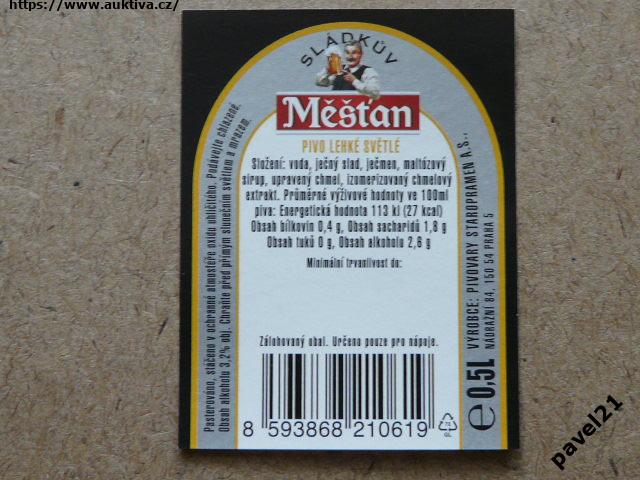 https://www.auktiva.cz/
SLÁDKŮV
Měšťan
PIVO LEHKÉ SVĚTLÉ
Složení: voda, ječný slad, ječmen, maltózový
sirup, upravený chmel, izomerizovaný chmelový
extrakt. Průměrné výživové hodnoty ve 100ml
piva: Energetická hodnota 113 kJ (27 kcal)
Obsah bílkovin 0,4 g, Obsah sacharidů 1,8 g
Obsah tuků 0 g, Obsah alkoholu 2,6 g
Minimální trvanlivost do:
Zálohovaný obal. Určeno pouze pro nápoje.
8 593868 210619
Pasterováno, stáčeno v ochranné atmosféře oxidu uhličitého. Podávejte chlazené.
Obsah alkoholu 3,2% obj. Chraňte před přímým slunečním světlem a mrazem.
e 0,5L
VÝROBCE: PIVOVARY STAROPRAMEN A.S.,
NÁDRAŽNÍ 84, 150 54 PRAHA 5
pavel21